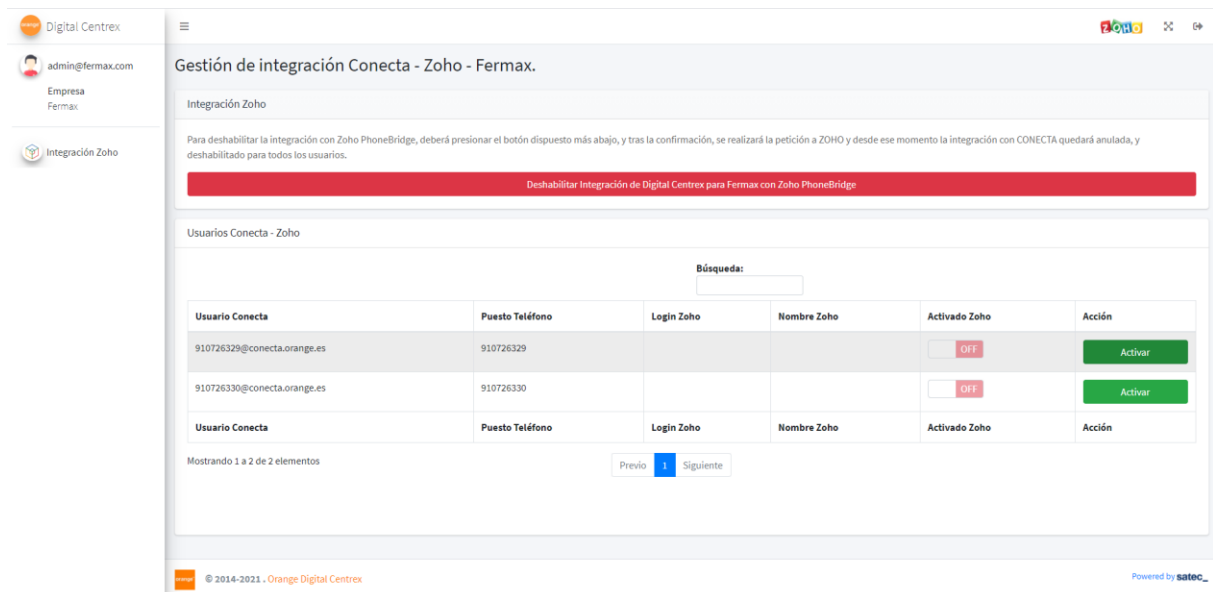 orange Digital Centrex
ZOHO
admin@fermax.com
Empresa
Fermax
Integración Zoho
Gestión de integración Conecta - Zoho - Fermax.
Integración Zoho
Para deshabilitar la integración con Zoho PhoneBridge, deberá presionar el botón dispuesto más abajo, y tras la confirmación, se realizará la petición a ZOHO y desde ese momento la integración con CONECTA quedará anulada, y
deshabilitado para todos los usuarios.
Deshabilitar Integración de Digital Centrex para Fermax con Zoho PhoneBridge
Usuarios Conecta - Zoho
Búsqueda:
Usuario Conecta Puesto Teléfono Login Zoho Nombre Zoho Activado Zoho Acción
910726329@conecta.orange.es 910726329 OFF Activar
910726330@conecta.orange.es 910726330 OFF Activar
Usuario Conecta Puesto Teléfono Login Zoho Nombre Zoho Activado Zoho Acción
Mostrando 1 a 2 de 2 elementos
Previo 1 Siguiente
orange © 2014-2021 . Orange Digital Centrex
Powered by satec_